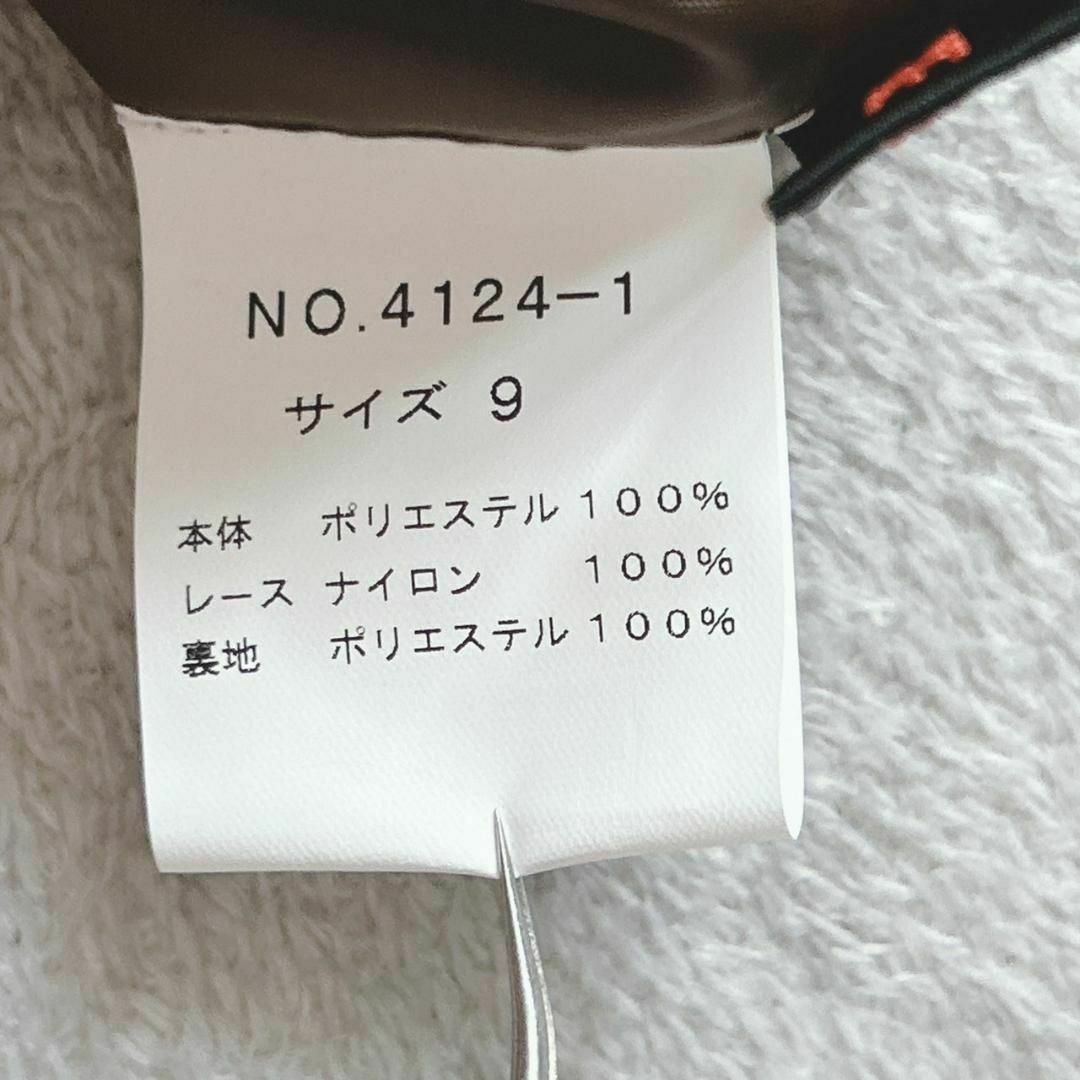 NO.4124−1
サイズ 9
本体 ポリエステル 100%
レース ナイロン 100%
裏地 ポリエステル 100%